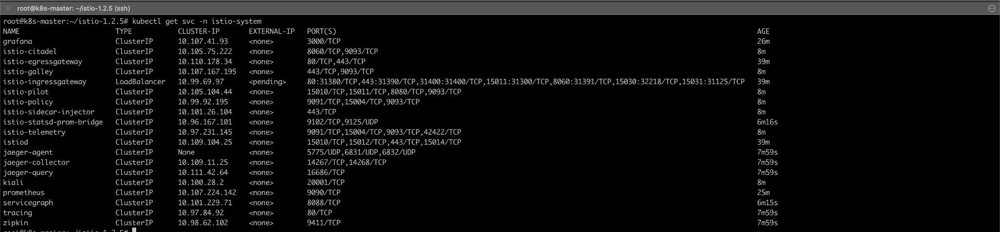 root@k8s-master: ~/istio-1.2.5 (ssh)
root@k8s-master:~/istio-1.2.5# kubectl get svc -n istio-system
NAME TYPE CLUSTER-IP EXTERNAL-IP PORT(S) AGE
grafana ClusterIP 10.107.41.93 <none> 3000/TCP 26m
istio-citadel ClusterIP 10.105.75.222 <none> 8060/TCP,9093/TCP 8m
istio-egressgateway ClusterIP 10.110.178.34 <none> 80/TCP,443/TCP 39m
istio-galley ClusterIP 10.107.167.195 <none> 443/TCP,9093/TCP 8m
istio-ingressgateway LoadBalancer 10.99.69.97 <pending> 80:31380/TCP,443:31390/TCP,31400:31400/TCP,15011:31300/TCP,8060:31391/TCP,15030:32218/TCP,15031:31125/TCP 39m
istio-pilot ClusterIP 10.105.104.44 <none> 15010/TCP,15011/TCP,8080/TCP,9093/TCP 8m
istio-policy ClusterIP 10.99.92.195 <none> 9091/TCP,15004/TCP,9093/TCP 8m
istio-sidecar-injector ClusterIP 10.101.26.104 <none> 443/TCP 8m
istio-statsd-prom-bridge ClusterIP 10.96.167.101 <none> 9102/TCP,9125/UDP 6m16s
istio-telemetry ClusterIP 10.97.231.145 <none> 9091/TCP,15004/TCP,9093/TCP,42422/TCP 8m
istiod ClusterIP 10.109.104.25 <none> 15010/TCP,15012/TCP,443/TCP,15014/TCP 39m
jaeger-agent ClusterIP None <none> 5775/UDP,6831/UDP,6832/UDP 7m59s
jaeger-collector ClusterIP 10.109.11.25 <none> 14267/TCP,14268/TCP 7m59s
jaeger-query ClusterIP 10.111.42.64 <none> 16686/TCP 7m59s
kiali ClusterIP 10.100.28.2 <none> 20001/TCP 8m
prometheus ClusterIP 10.107.224.142 <none> 9090/TCP 25m
servicegraph ClusterIP 10.101.229.71 <none> 8088/TCP 6m15s
tracing ClusterIP 10.97.84.92 <none> 80/TCP 7m59s
zipkin ClusterIP 10.98.62.102 <none> 9411/TCP 7m59s